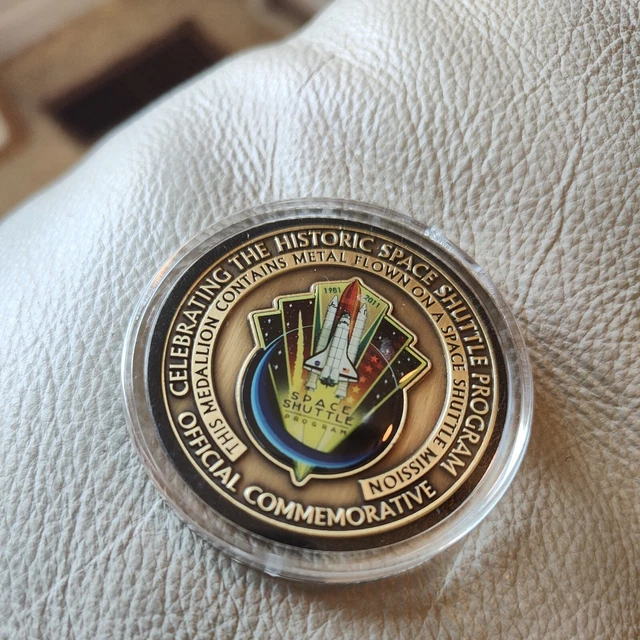 CELEBRATING THE HISTORIC SPACE SHUTTLE PROGRAM
OFFICIAL COMMEMORATIVE
THIS MEDALLION CONTAINS METAL FLOWN ON A SPACE SHUTTLE MISSION
1981 2011
SPACE
SHUTTLE
PROGRAM